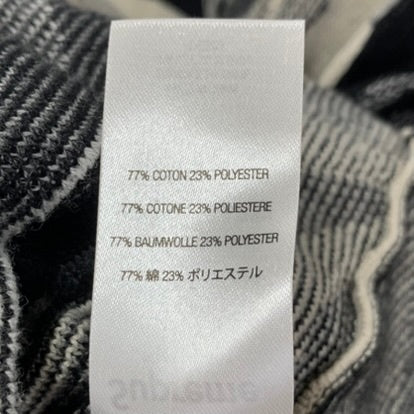 77% COTON 23% POLYESTER
77% COTONE 23% POLIESTERE
77% BAUMWOLLE 23% POLYESTER
77% 綿 23% ポリエステル
Supreme